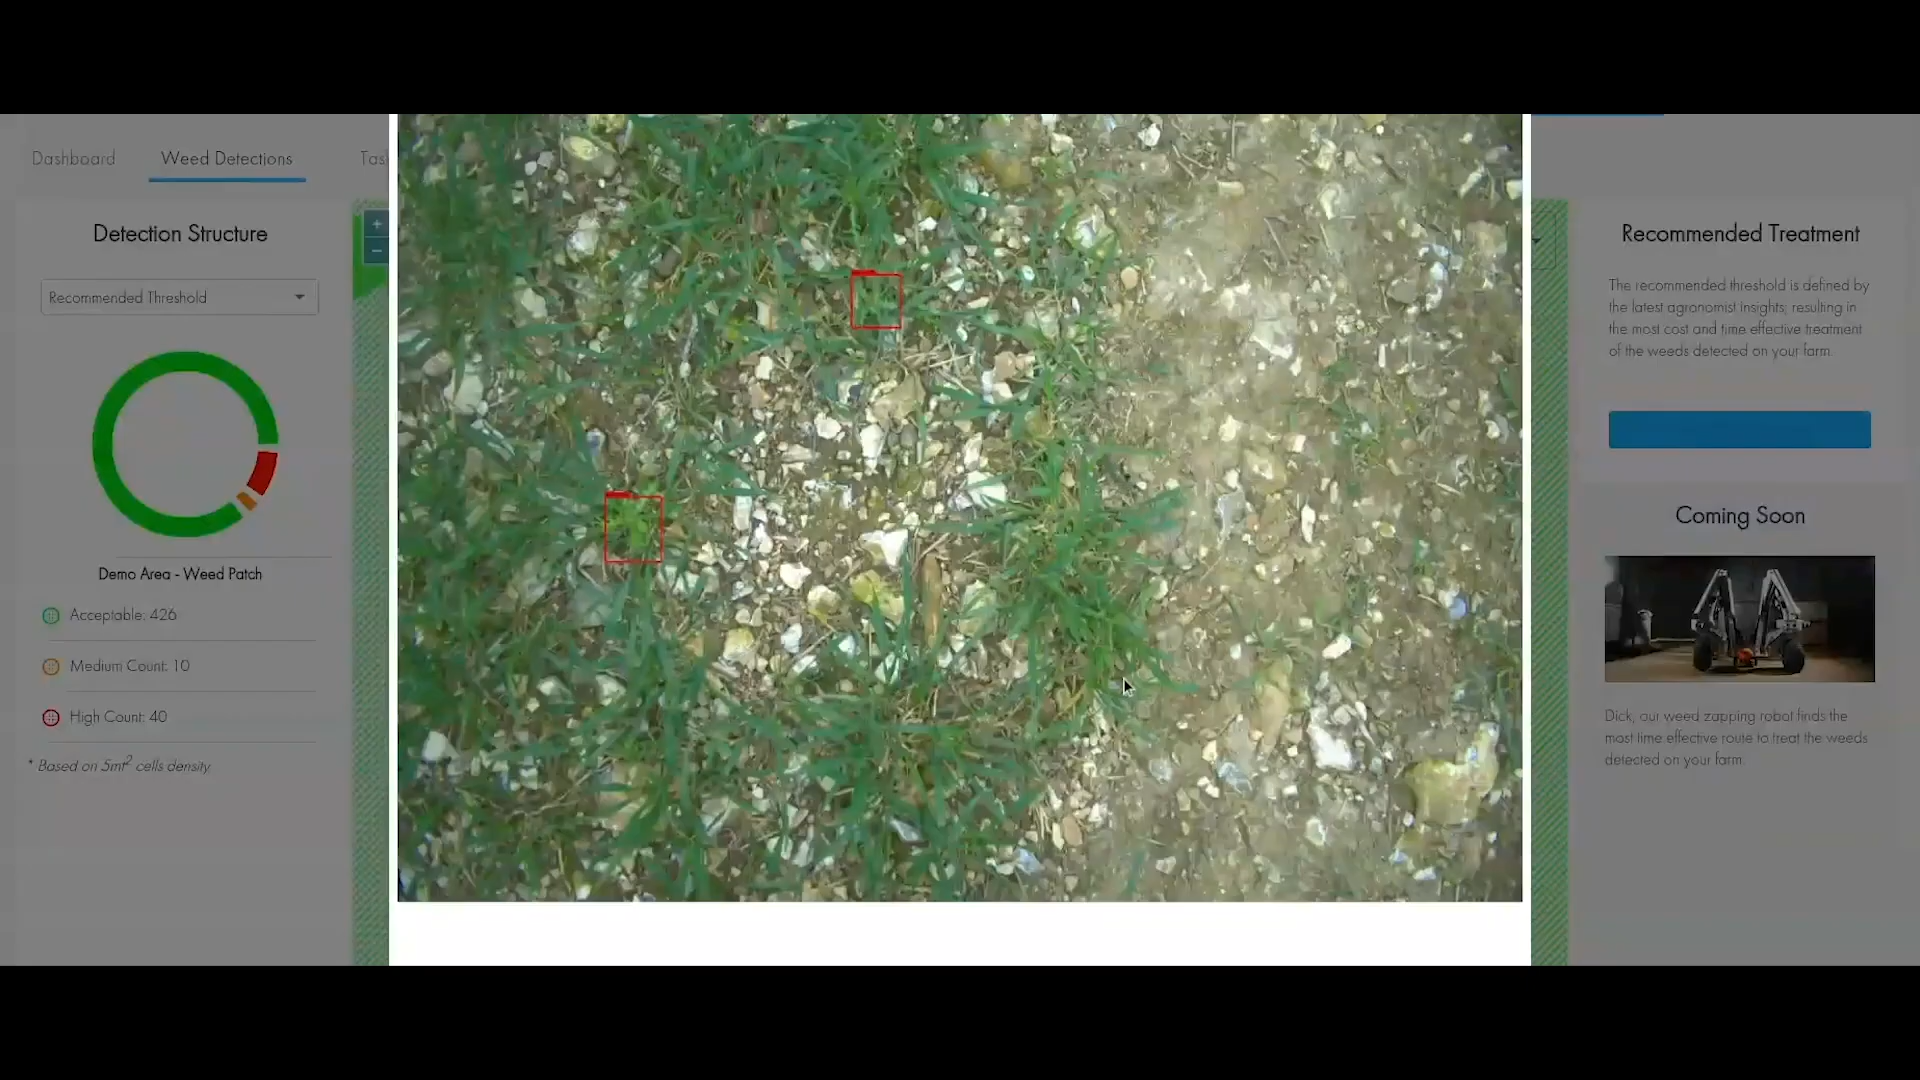 Dashboard
Weed Detections
Detection Structure
Recommended Threshold
Demo Area - Weed Patch
Acceptable: 426
Medium Count: 10
High Count: 40
* Based on 5mt² cells density
Recommended Treatment
The recommended threshold is defined by
the latest agronomist insights; resulting in
the most cost and time effective treatment
of the weeds detected on your farm.
Coming Soon
Dick, our weed zapping robot finds the
most time effective route to treat the weeds
detected on your farm.